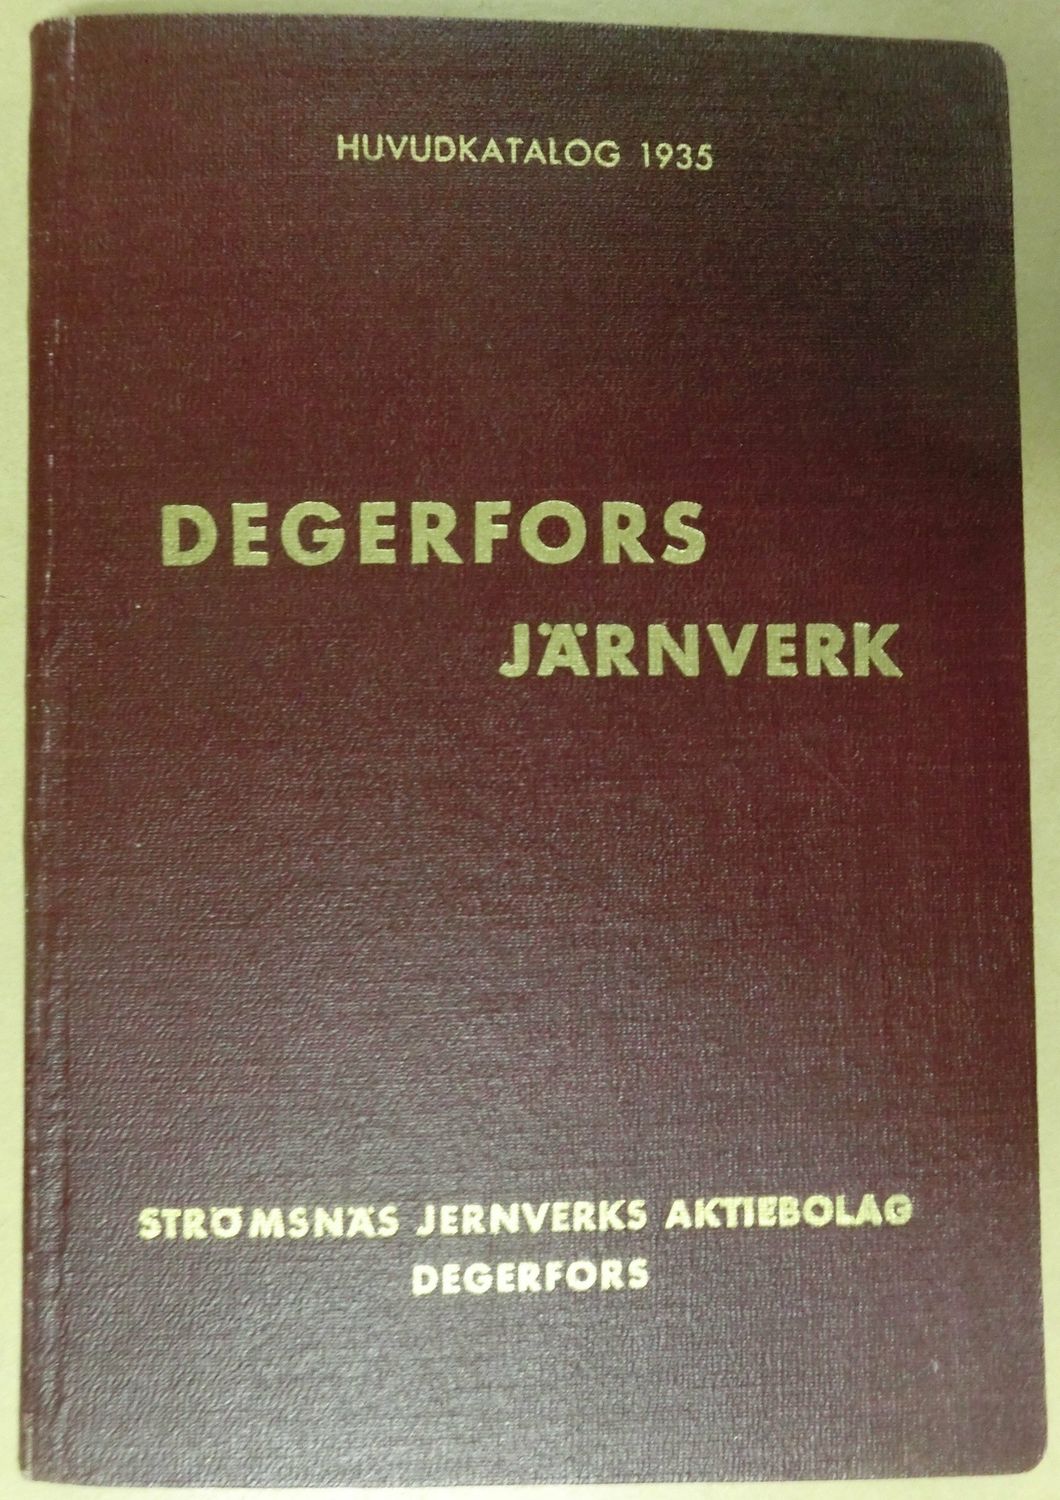 HUVUDKATALOG 1935
DEGERFORS
JÄRNVERK
STRÖMSNÄS JERNVERKS AKTIEBOLAG
DEGERFORS